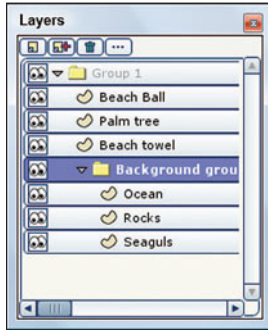 Layers
Group 1
Beach Ball
Palm tree
Beach towel
Background grou
Ocean
Rocks
Seaguls